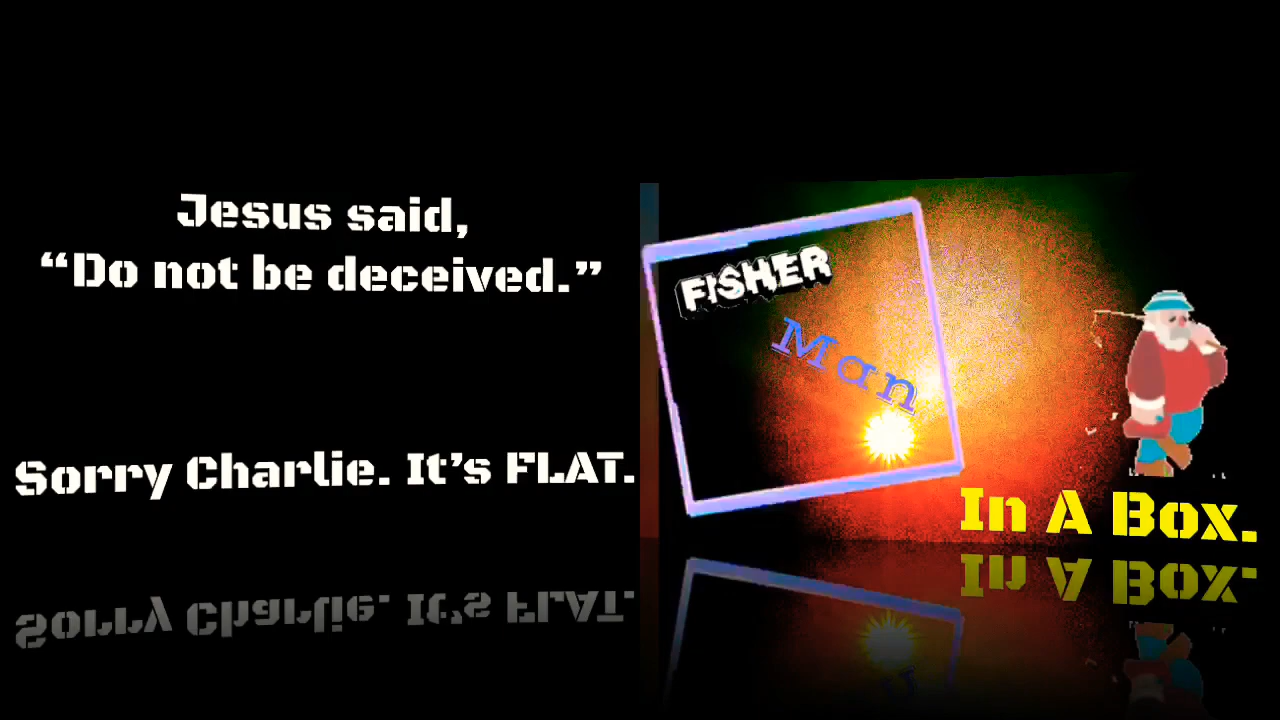 Jesus said,
“Do not be deceived.”
Sorry Charlie. It’s FLAT.
FISHER
Man
In A Box.